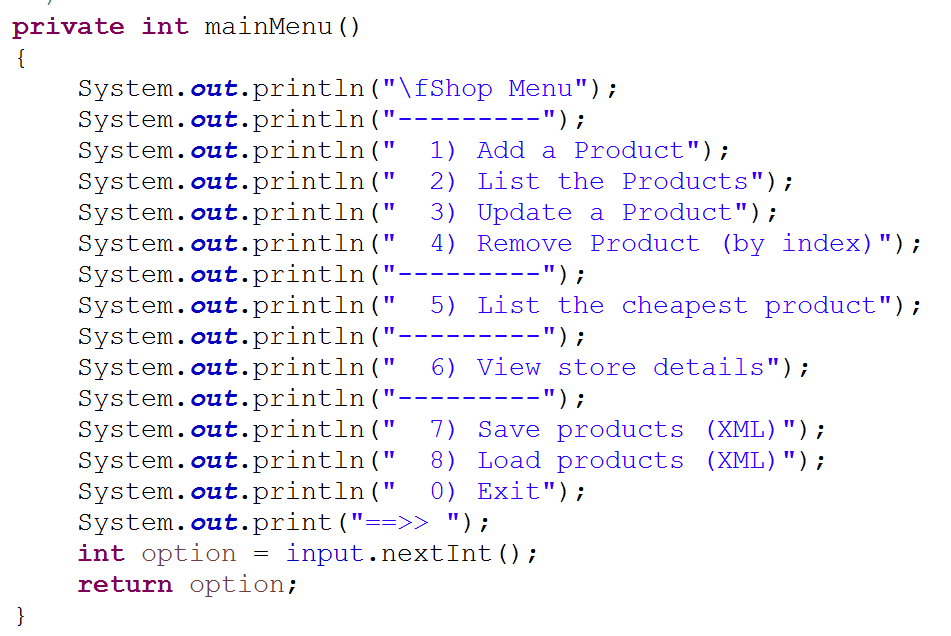 private int mainMenu()
{
    System.out.println("\fShop Menu");
    System.out.println("---------");
    System.out.println("  1) Add a Product");
    System.out.println("  2) List the Products");
    System.out.println("  3) Update a Product");
    System.out.println("  4) Remove Product (by index)");
    System.out.println("---------");
    System.out.println("  5) List the cheapest product");
    System.out.println("---------");
    System.out.println("  6) View store details");
    System.out.println("---------");
    System.out.println("  7) Save products (XML)");
    System.out.println("  8) Load products (XML)");
    System.out.println("  0) Exit");
    System.out.print("==>> ");
    int option = input.nextInt();
    return option;
}